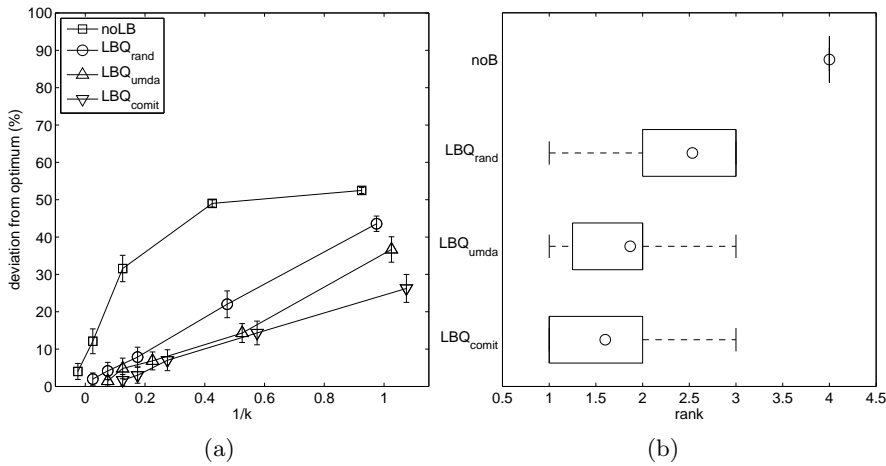 100
90
80
70
60
50
40
30
20
10
0
deviation from optimum (%)
noLB
LBQrand
LBQumda
LBQcomit
0 0.2 0.4 0.6 0.8 1
1/k
(a)
noB
LBQrand
LBQumda
LBQcomit
0.5 1 1.5 2 2.5 3 3.5 4 4.5
rank
(b)